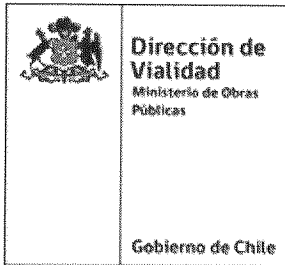 Dirección de
Vialidad
Ministerio de Obras
Públicas
Gobierno de Chile